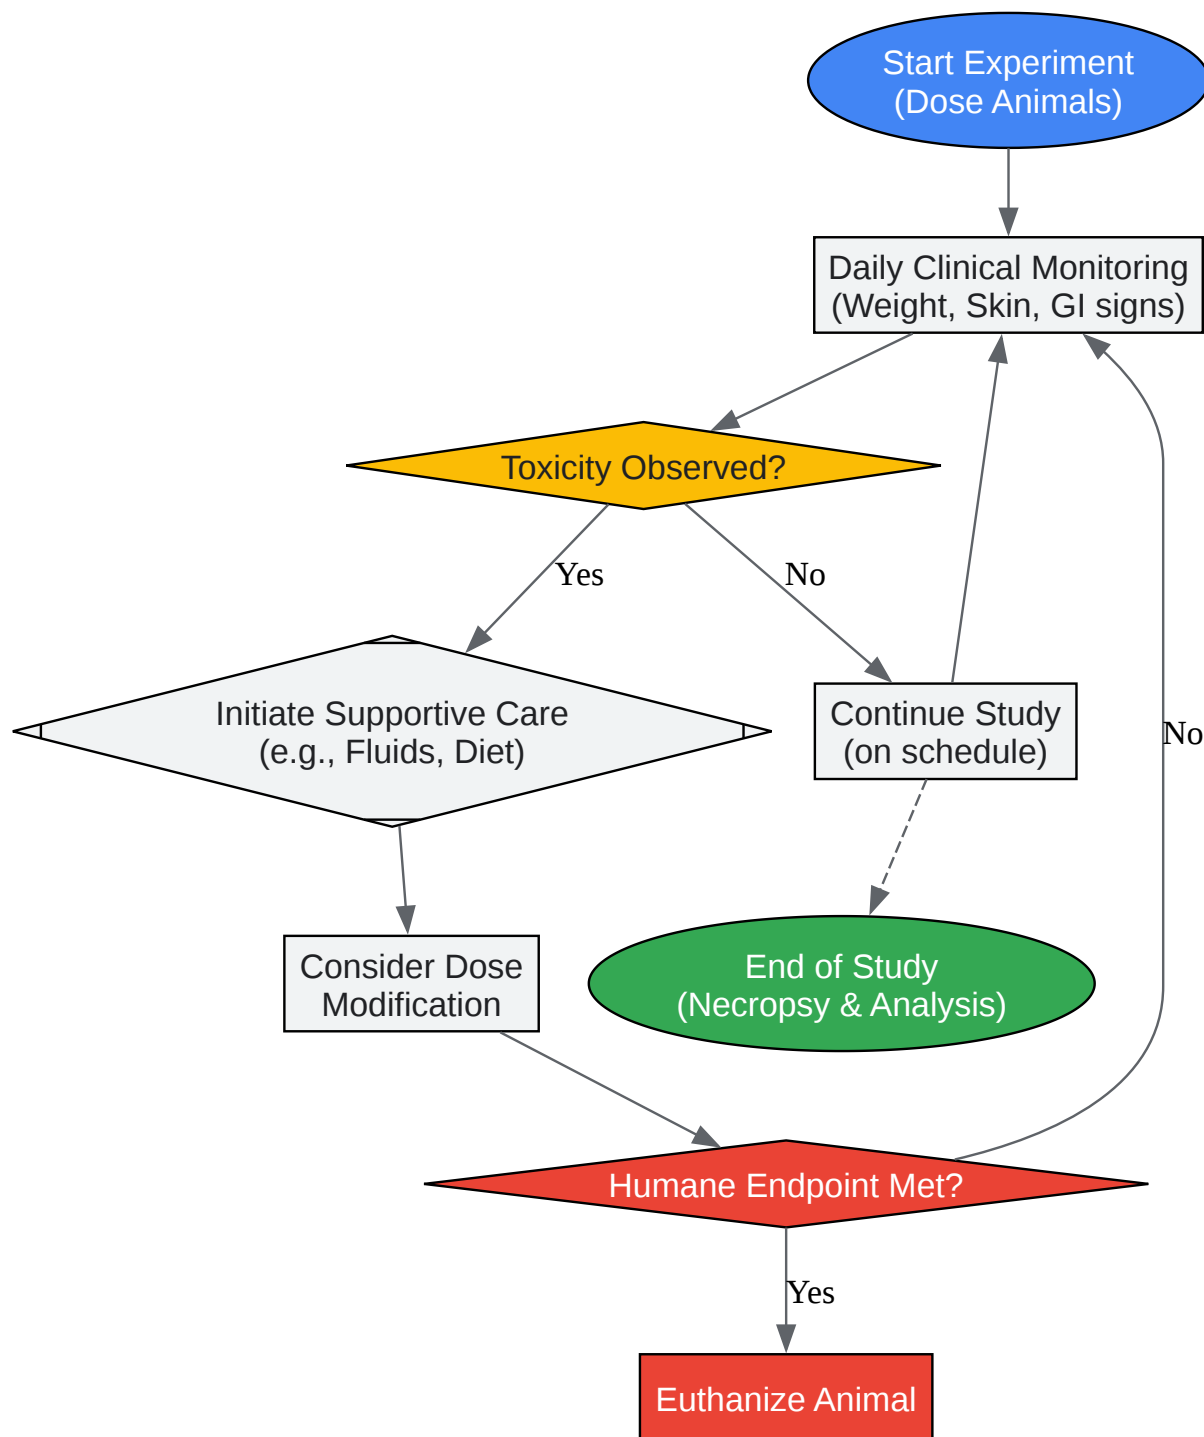 Start Experiment
(Dose Animals)
Daily Clinical Monitoring
(Weight, Skin, GI signs)
Toxicity Observed?
Yes
No
Initiate Supportive Care
(e.g., Fluids, Diet)
Continue Study
(on schedule)
No
Consider Dose
Modification
End of Study
(Necropsy & Analysis)
Humane Endpoint Met?
Yes
Euthanize Animal